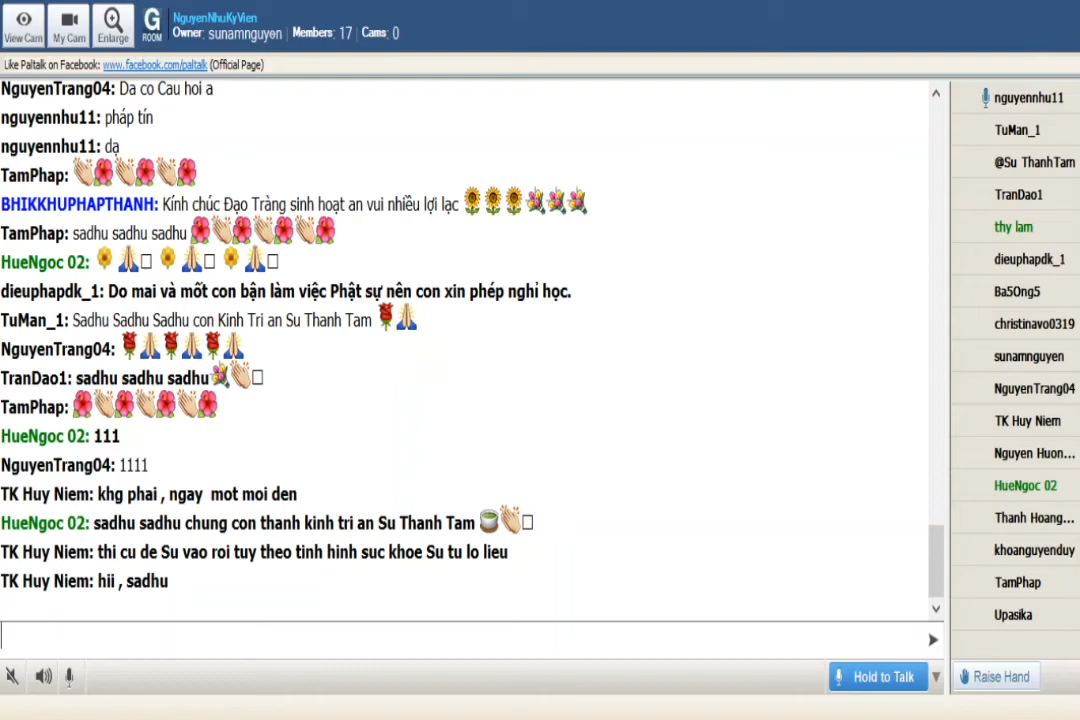 View Cam
My Cam
Enlarge
G
ROOM
NguyenNhuKyVien
Owner: sunamnguyen | Members: 17 | Cams: 0
Like Paltalk on Facebook: www.facebook.com/paltalk (Official Page)
NguyenTrang04: Da co Cau hoi a
nguyennhu11: pháp tín
nguyennhu11: dạ
TamPhap: 👏🌺👏🌺👏🌺
BHIKKHUPHAPTHANH: Kính chúc Đạo Tràng sinh hoạt an vui nhiều lợi lạc 🌻🌻🌻💐💐💐
TamPhap: sadhu sadhu sadhu 🌺👏🌺👏🌺👏🌺
HueNgoc 02: 🌼🙏□ 🌼🙏□ 🌼🙏□
dieuphapdk_1: Do mai và mốt con bận làm việc Phật sự nên con xin phép nghỉ học.
TuMan_1: Sadhu Sadhu Sadhu con Kinh Tri an Su Thanh Tam 🌹🙏
NguyenTrang04: 🌹🙏🌹🙏🌹🙏
TranDao1: sadhu sadhu sadhu💐👏□
TamPhap: 🌺👏🌺👏🌺👏🌺
HueNgoc 02: 111
NguyenTrang04: 1111
TK Huy Niem: khg phai , ngay mot moi den
HueNgoc 02: sadhu sadhu chung con thanh kinh tri an Su Thanh Tam 🍵👏□
TK Huy Niem: thi cu de Su vao roi tuy theo tinh hinh suc khoe Su tu lo lieu
TK Huy Niem: hii , sadhu
Hold to Talk
nguyennhu11
TuMan_1
@Su ThanhTam
TranDao1
thy lam
dieuphapdk_1
Ba5Ong5
christinavo0319
sunamnguyen
NguyenTrang04
TK Huy Niem
Nguyen Huon...
HueNgoc 02
Thanh Hoang...
khoanguyenduy
TamPhap
Upasika
Raise Hand